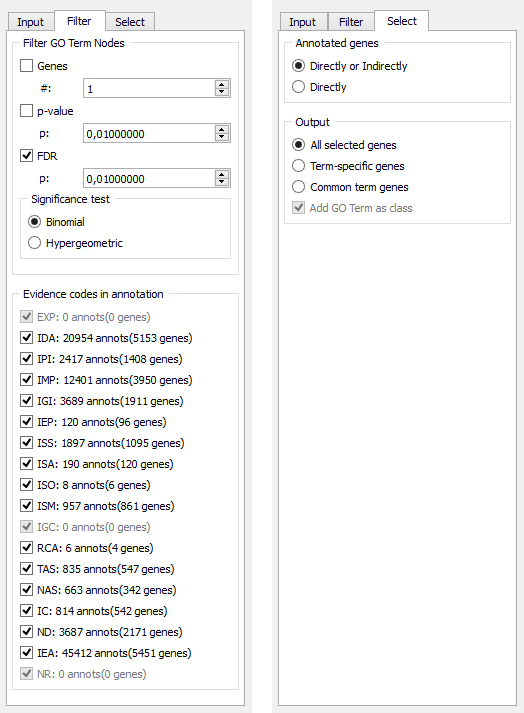 Input Filter Select
Filter GO Term Nodes
Genes
#: 1
p-value
p: 0,01000000
FDR
p: 0,01000000
Significance test
Binomial
Hypergeometric
Evidence codes in annotation
EXP: 0 annots(0 genes)
IDA: 20954 annots(5153 genes)
IPI: 2417 annots(1408 genes)
IMP: 12401 annots(3950 genes)
IGI: 3689 annots(1911 genes)
IEP: 120 annots(96 genes)
ISS: 1897 annots(1095 genes)
ISA: 190 annots(120 genes)
ISO: 8 annots(6 genes)
ISM: 957 annots(861 genes)
IGC: 0 annots(0 genes)
RCA: 6 annots(4 genes)
TAS: 835 annots(547 genes)
NAS: 663 annots(342 genes)
IC: 814 annots(542 genes)
ND: 3687 annots(2171 genes)
IEA: 45412 annots(5451 genes)
NR: 0 annots(0 genes)
Input Filter Select
Annotated genes
Directly or Indirectly
Directly
Output
All selected genes
Term-specific genes
Common term genes
Add GO Term as class